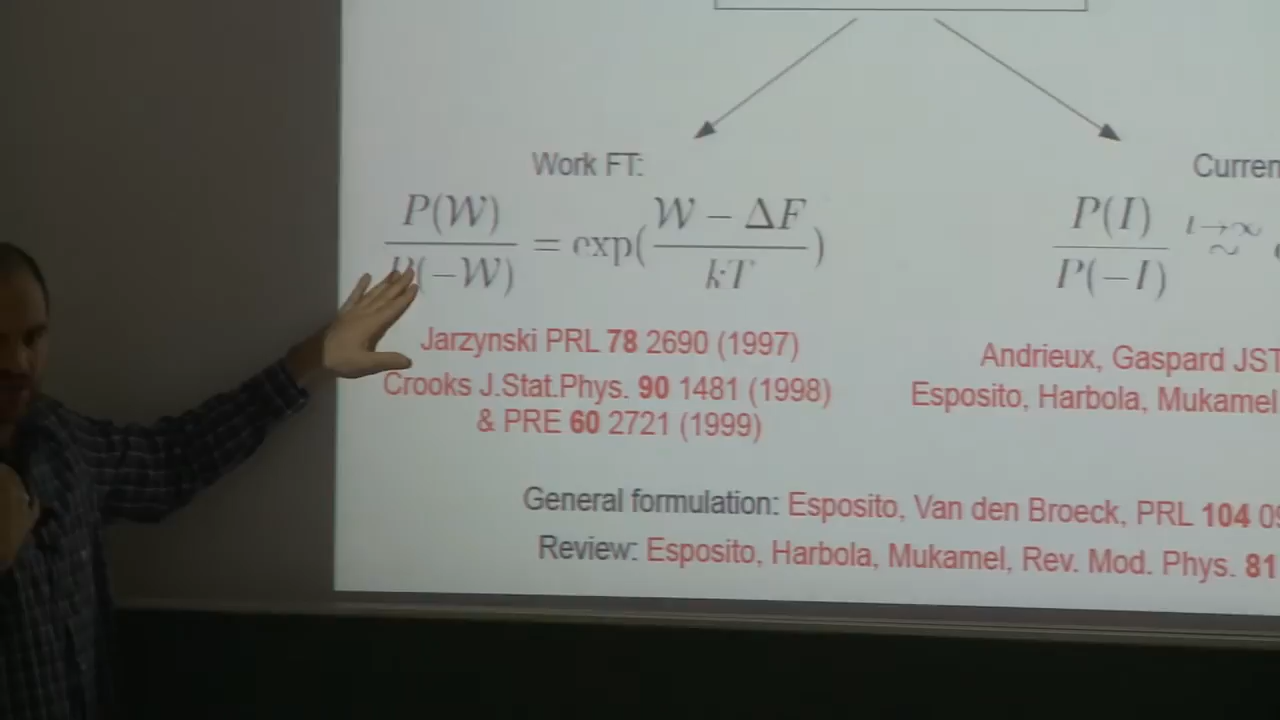 Work FT:
P(W) / P(−W) = exp( (W − ΔF) / kT )
Jarzynski PRL 78 2690 (1997)
Crooks J.Stat.Phys. 90 1481 (1998)
& PRE 60 2721 (1999)
Curren
P(I) / P(−I) t→∞ ~
Andrieux, Gaspard JST
Esposito, Harbola, Mukamel
General formulation: Esposito, Van den Broeck, PRL 104 09
Review: Esposito, Harbola, Mukamel, Rev. Mod. Phys. 81